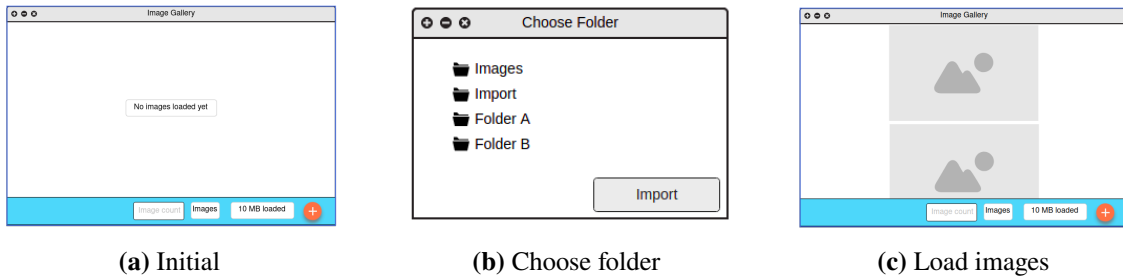 Image Gallery
No images loaded yet
Image count Images 10 MB loaded +
(a) Initial
Choose Folder
Images
Import
Folder A
Folder B
Import
(b) Choose folder
Image Gallery
Image count Images 10 MB loaded +
(c) Load images